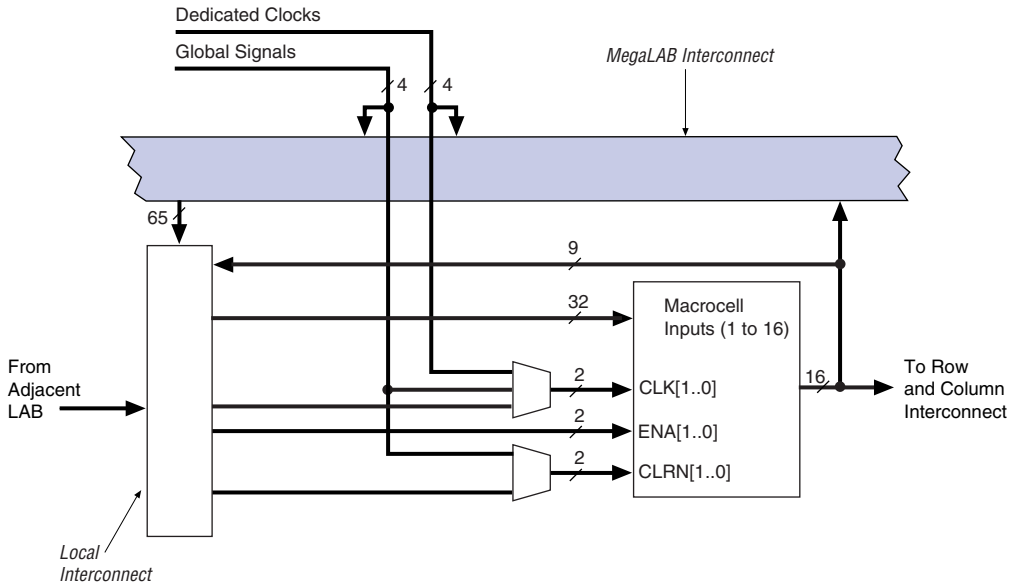 Dedicated Clocks
Global Signals
MegaLAB Interconnect
4
4
65
9
32
Macrocell
Inputs (1 to 16)
From
Adjacent
LAB
2
CLK[1..0]
16
To Row
and Column
Interconnect
2
ENA[1..0]
2
CLRN[1..0]
Local
Interconnect